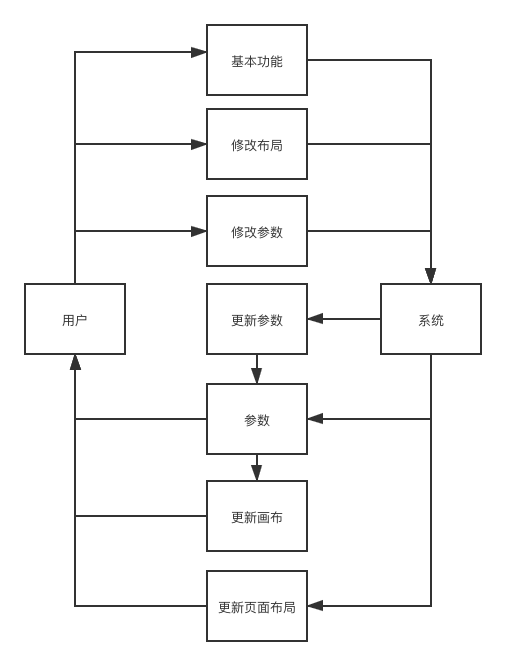 基本功能
修改布局
修改参数
用户
更新参数
系统
参数
更新画布
更新页面布局